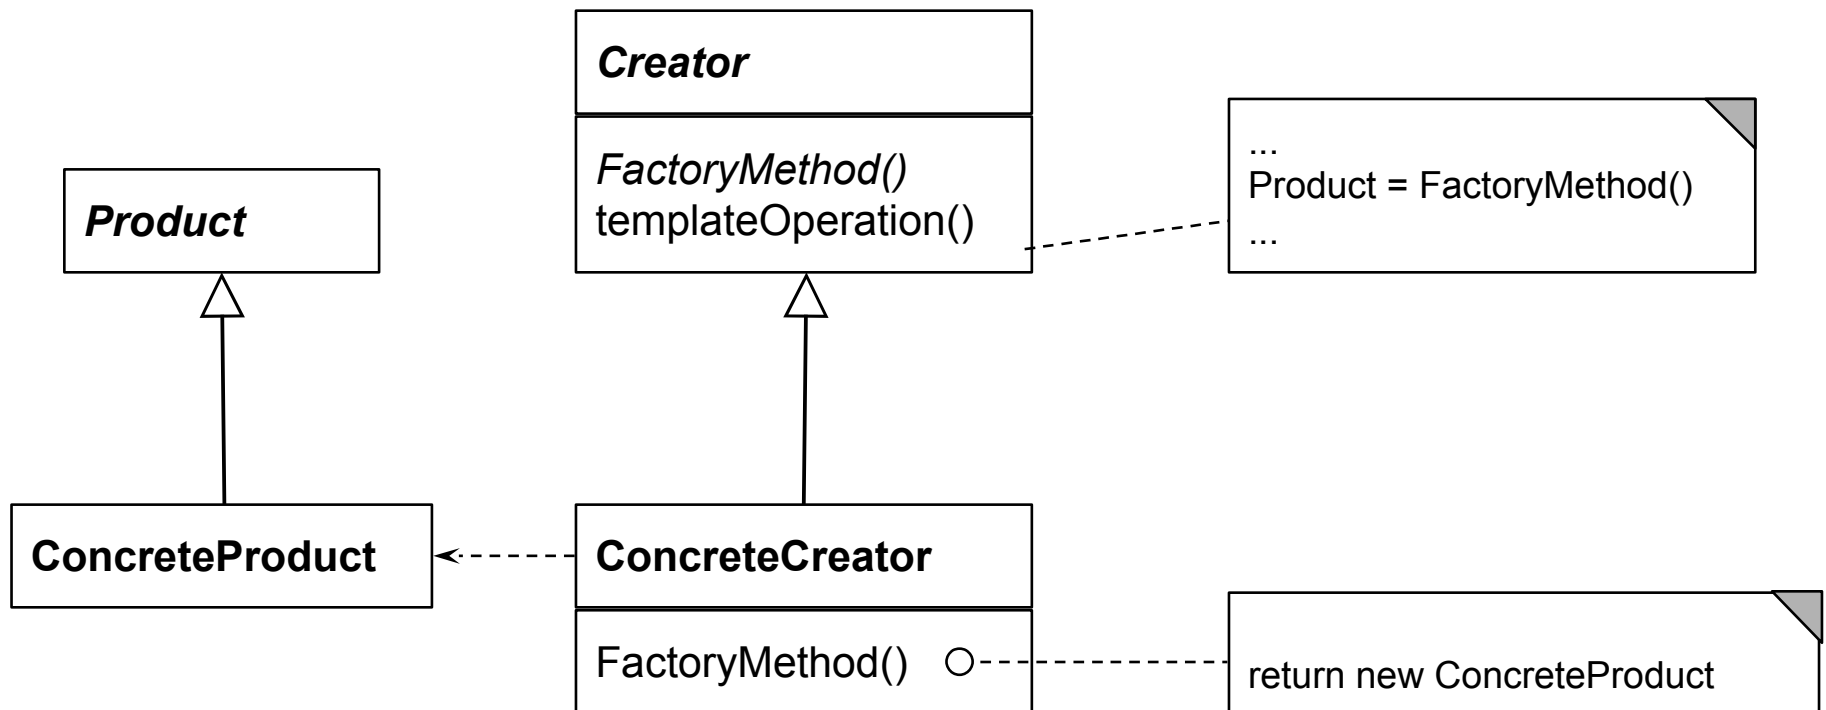 Creator
FactoryMethod()
templateOperation()
...
Product = FactoryMethod()
...
Product
ConcreteProduct
ConcreteCreator
FactoryMethod()
return new ConcreteProduct